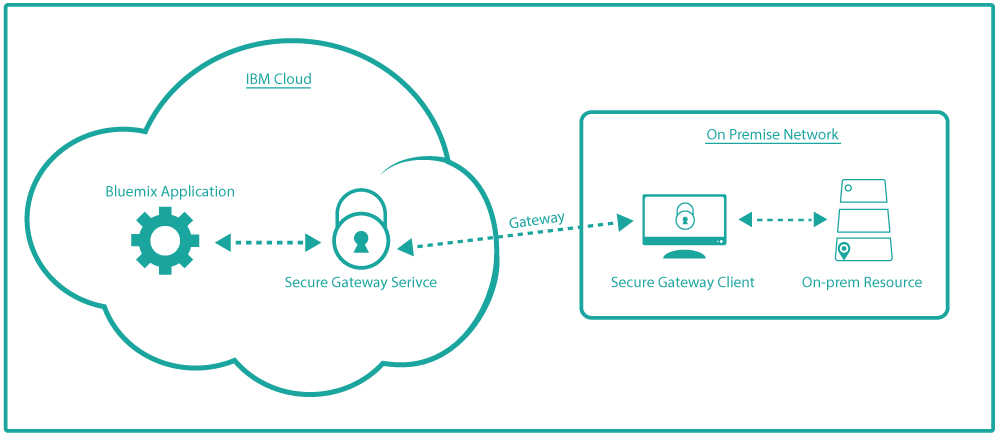 IBM Cloud
On Premise Network
Bluemix Application
Gateway
Secure Gateway Serivce
Secure Gateway Client
On-prem Resource